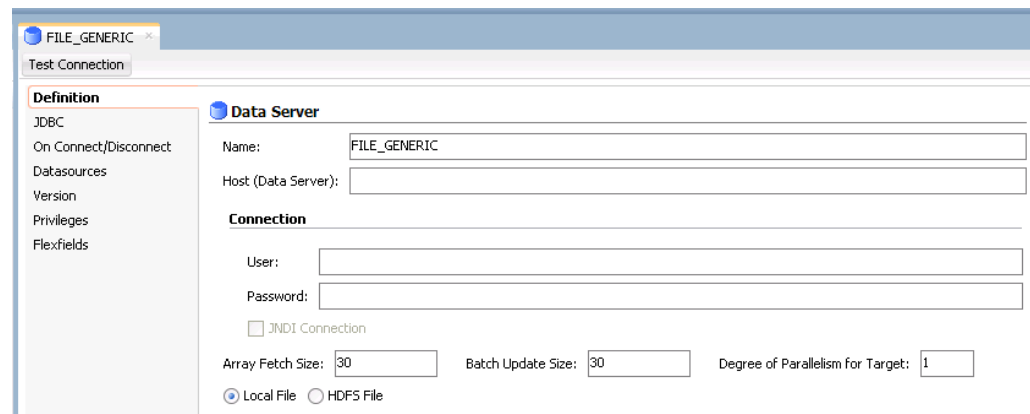 FILE_GENERIC
Test Connection
Definition
JDBC
On Connect/Disconnect
Datasources
Version
Privileges
Flexfields
Data Server
Name: FILE_GENERIC
Host (Data Server):
Connection
User:
Password:
JNDI Connection
Array Fetch Size: 30 Batch Update Size: 30 Degree of Parallelism for Target: 1
Local File HDFS File